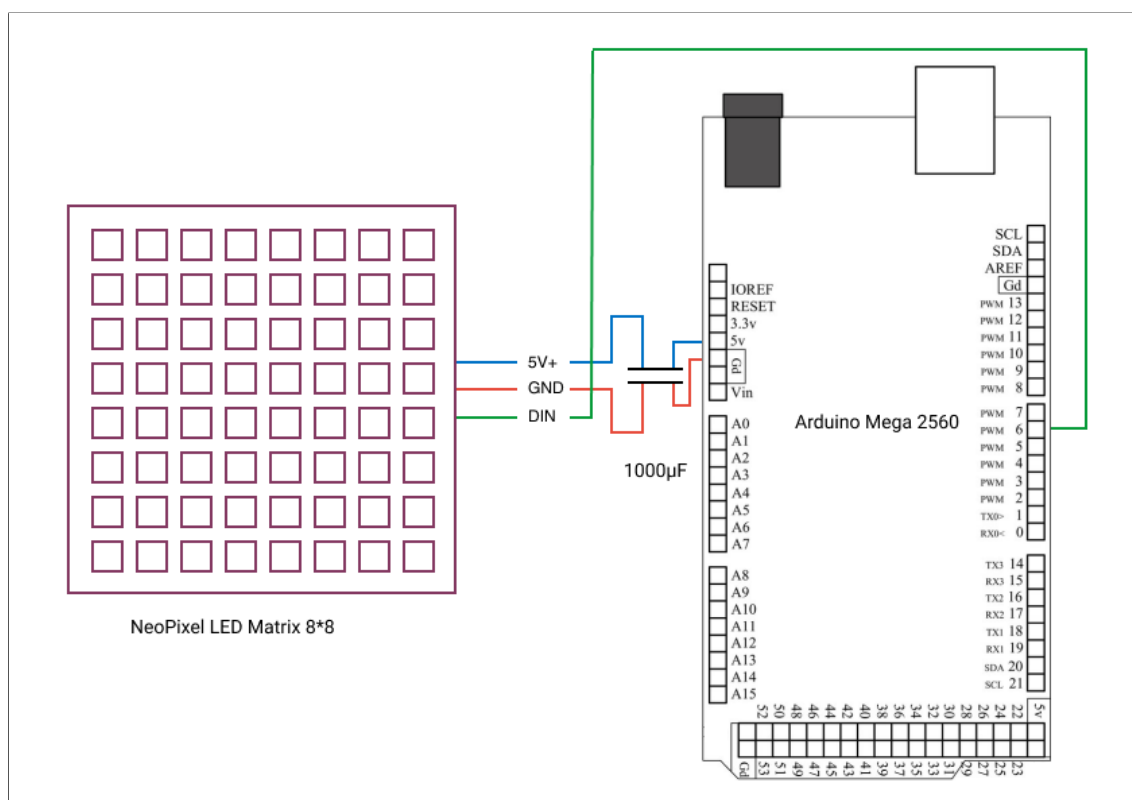 5V+
GND
DIN
1000µF
NeoPixel LED Matrix 8*8
Arduino Mega 2560
IOREF
RESET
3.3v
5v
Gd
Vin
A0
A1
A2
A3
A4
A5
A6
A7
A8
A9
A10
A11
A12
A13
A14
A15
SCL
SDA
AREF
Gd
PWM 13
PWM 12
PWM 11
PWM 10
PWM 9
PWM 8
PWM 7
PWM 6
PWM 5
PWM 4
PWM 3
PWM 2
TX0> 1
RX0< 0
TX3 14
RX3 15
TX2 16
RX2 17
TX1 18
RX1 19
SDA 20
SCL 21
52 50 48 46 44 42 40 38 36 34 32 30 28 26 24 22 5v
Gd 53 51 49 47 45 43 41 39 37 35 33 31 29 27 25 23